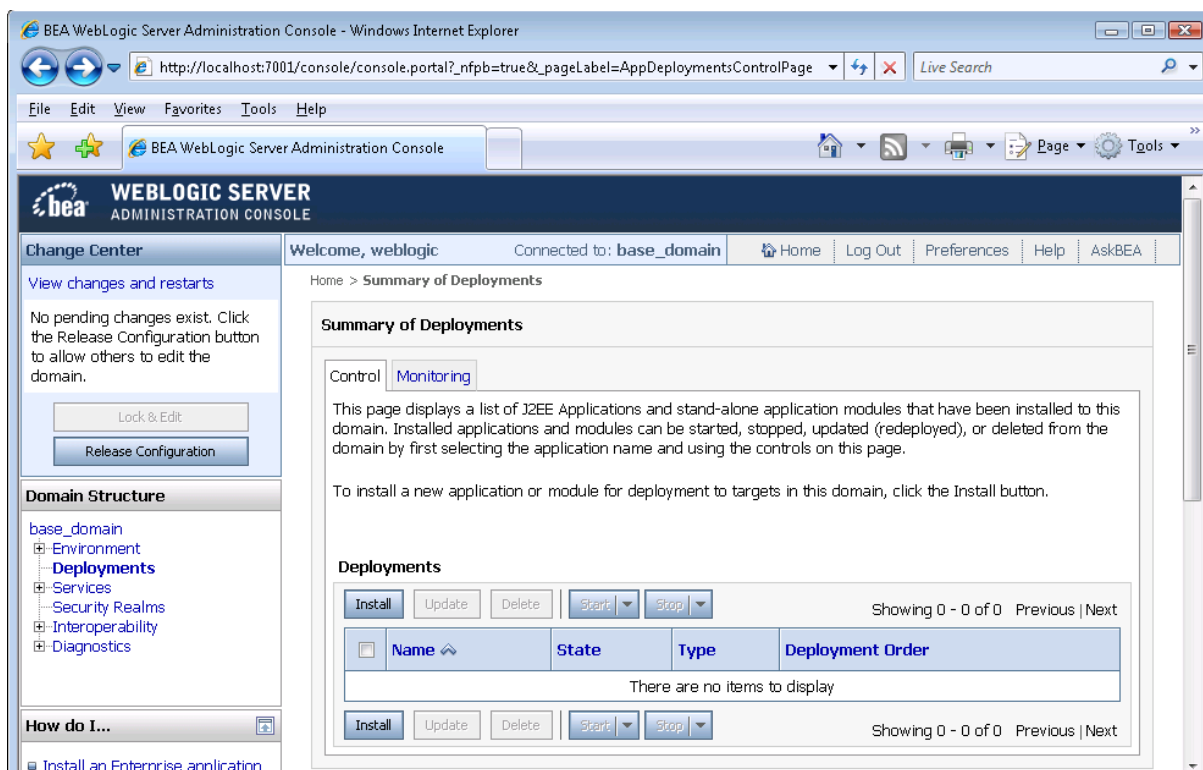 BEA WebLogic Server Administration Console - Windows Internet Explorer
http://localhost:7001/console/console.portal?_nfpb=true&_pageLabel=AppDeploymentsControlPage
Live Search
File Edit View Favorites Tools Help
BEA WebLogic Server Administration Console
Page Tools
bea
WEBLOGIC SERVER
ADMINISTRATION CONSOLE
Change Center
View changes and restarts
No pending changes exist. Click
the Release Configuration button
to allow others to edit the
domain.
Lock & Edit
Release Configuration
Domain Structure
base_domain
Environment
Deployments
Services
Security Realms
Interoperability
Diagnostics
How do I...
Install an Enterprise application
Welcome, weblogic
Connected to: base_domain
Home Log Out Preferences Help AskBEA
Home > Summary of Deployments
Summary of Deployments
Control Monitoring
This page displays a list of J2EE Applications and stand-alone application modules that have been installed to this
domain. Installed applications and modules can be started, stopped, updated (redeployed), or deleted from the
domain by first selecting the application name and using the controls on this page.
To install a new application or module for deployment to targets in this domain, click the Install button.
Deployments
Install Update Delete Start Stop
Showing 0 - 0 of 0 Previous | Next
Name State Type Deployment Order
There are no items to display
Install Update Delete Start Stop
Showing 0 - 0 of 0 Previous | Next